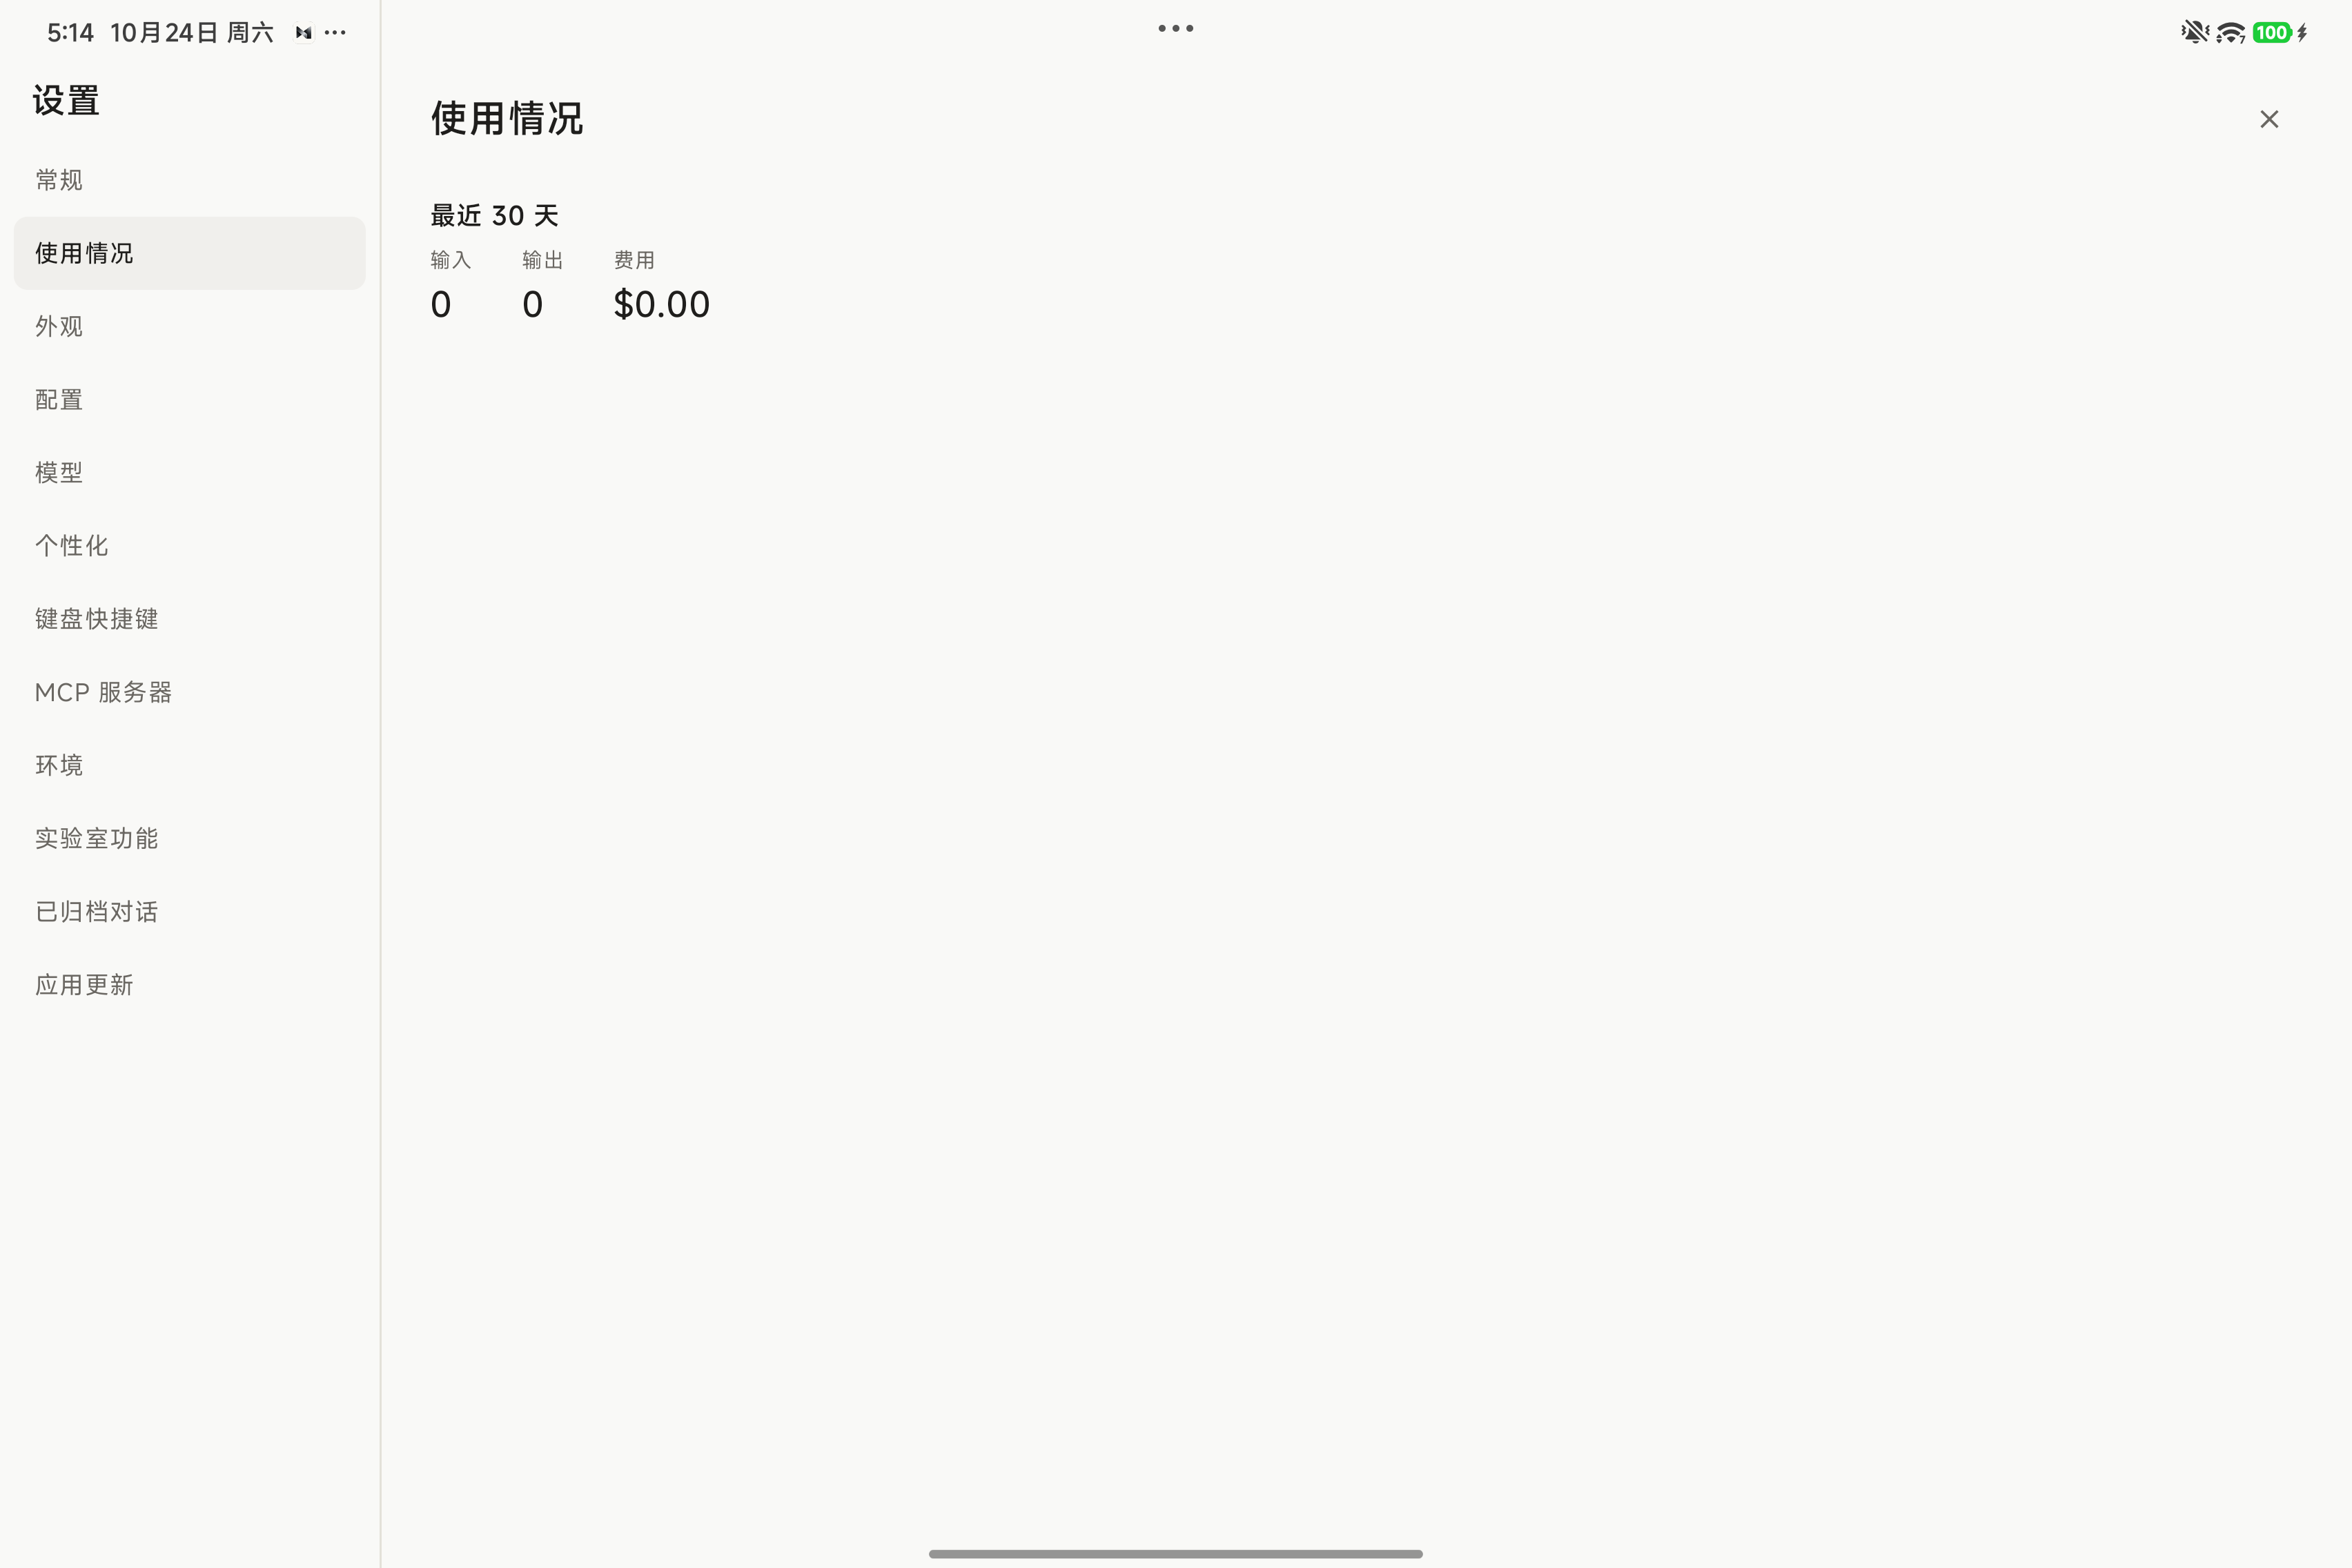 5:14 10月24日 周六
100
设置
常规
使用情况
外观
配置
模型
个性化
键盘快捷键
MCP 服务器
环境
实验室功能
已归档对话
应用更新
使用情况
最近 30 天
输入 输出 费用
0 0 $0.00